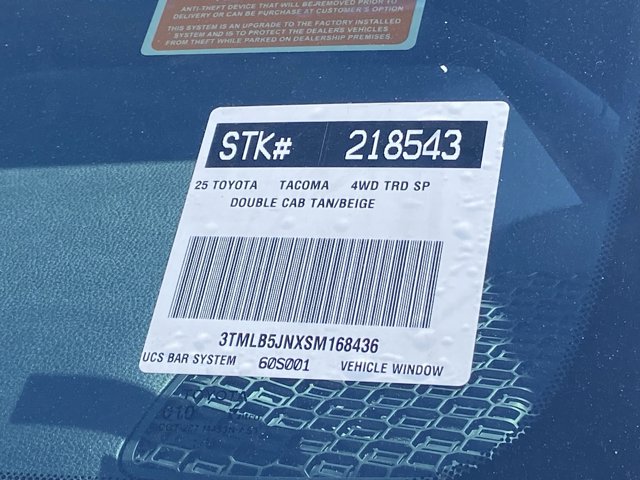 ANTI-THEFT DEVICE THAT WILL BE REMOVED PRIOR TO
DELIVERY OR CAN BE PURCHASE AT CUSTOMER'S OPTION
THIS SYSTEM IS AN UPGRADE TO THE FACTORY INSTALLED
SYSTEM AND IS TO PROTECT THE DEALER'S VEHICLES
FROM THEFT WHILE PARKED ON DEALERSHIP PREMISES.
STK# 218543
25 TOYOTA TACOMA 4WD TRD SP
DOUBLE CAB TAN/BEIGE
3TMLB5JNXSM168436
UCS BAR SYSTEM 60S001 VEHICLE WINDOW
TOYOTA